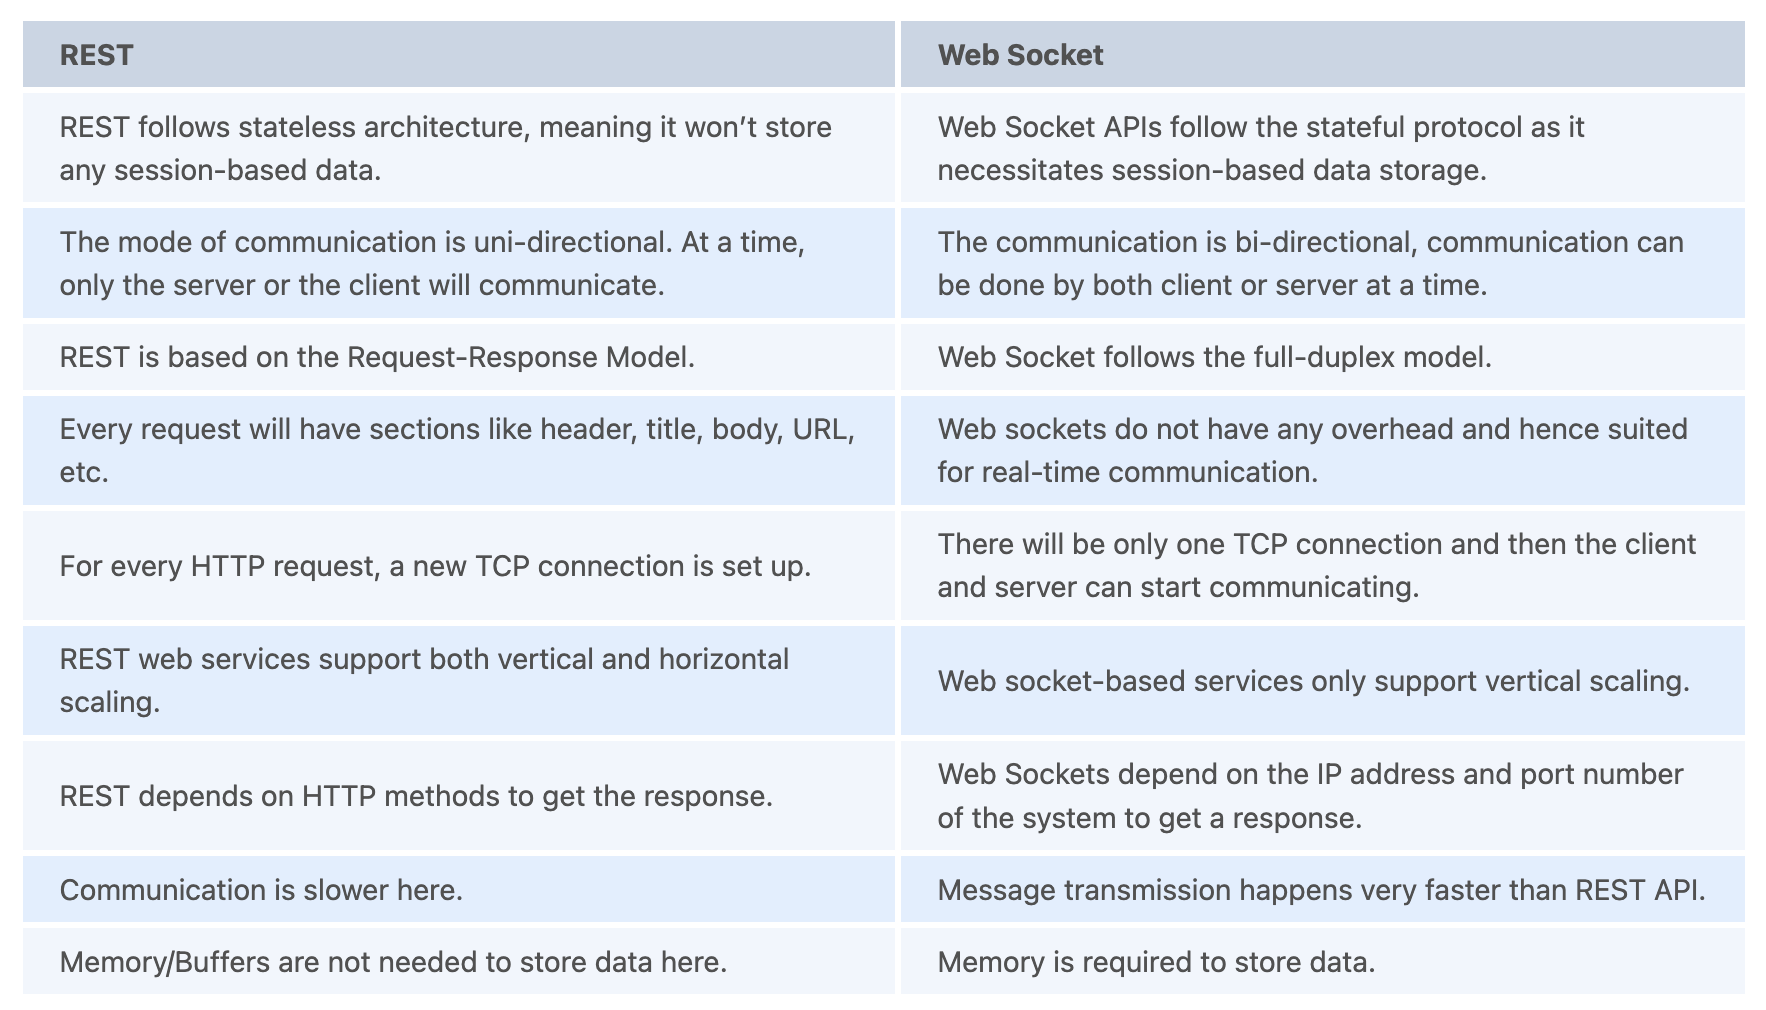 REST
Web Socket
REST follows stateless architecture, meaning it won’t store
any session-based data.
Web Socket APIs follow the stateful protocol as it
necessitates session-based data storage.
The mode of communication is uni-directional. At a time,
only the server or the client will communicate.
The communication is bi-directional, communication can
be done by both client or server at a time.
REST is based on the Request-Response Model.
Web Socket follows the full-duplex model.
Every request will have sections like header, title, body, URL,
etc.
Web sockets do not have any overhead and hence suited
for real-time communication.
For every HTTP request, a new TCP connection is set up.
There will be only one TCP connection and then the client
and server can start communicating.
REST web services support both vertical and horizontal
scaling.
Web socket-based services only support vertical scaling.
REST depends on HTTP methods to get the response.
Web Sockets depend on the IP address and port number
of the system to get a response.
Communication is slower here.
Message transmission happens very faster than REST API.
Memory/Buffers are not needed to store data here.
Memory is required to store data.